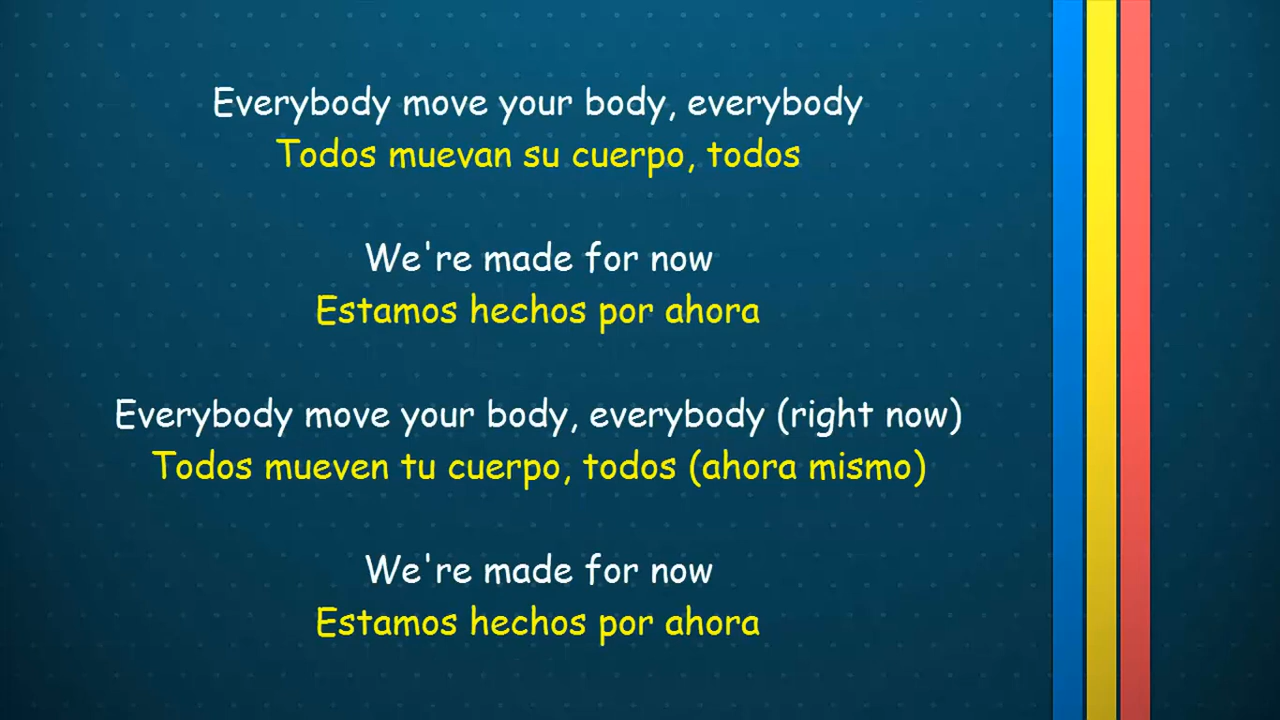 Everybody move your body, everybody
Todos muevan su cuerpo, todos
We're made for now
Estamos hechos por ahora
Everybody move your body, everybody (right now)
Todos mueven tu cuerpo, todos (ahora mismo)
We're made for now
Estamos hechos por ahora